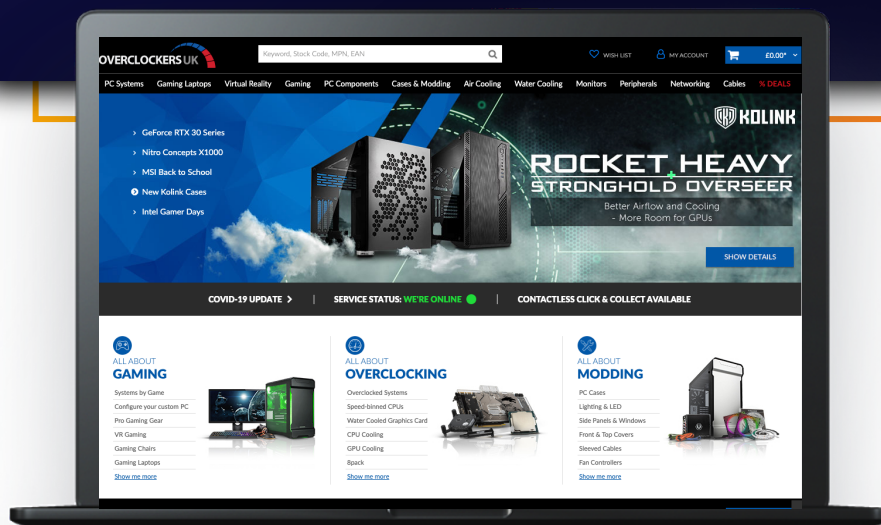 OVERCLOCKERS UK
Keyword, Stock Code, MPN, EAN
WISH LIST
MY ACCOUNT
£0.00*
PC Systems Gaming Laptops Virtual Reality Gaming PC Components Cases & Modding Air Cooling Water Cooling Monitors Peripherals Networking Cables % DEALS
GeForce RTX 30 Series
Nitro Concepts X1000
MSI Back to School
New Kolink Cases
Intel Gamer Days
KOLINK
ROCKET HEAVY
STRONGHOLD OVERSEER
Better Airflow and Cooling
- More Room for GPUs
SHOW DETAILS
COVID-19 UPDATE > | SERVICE STATUS: WE'RE ONLINE | CONTACTLESS CLICK & COLLECT AVAILABLE
ALL ABOUT
GAMING
Systems by Game
Configure your custom PC
Pro Gaming Gear
VR Gaming
Gaming Chairs
Gaming Laptops
Show me more
ALL ABOUT
OVERCLOCKING
Overclocked Systems
Speed-binned CPUs
Water Cooled Graphics Card
CPU Cooling
GPU Cooling
8pack
Show me more
ALL ABOUT
MODDING
PC Cases
Lighting & LED
Side Panels & Windows
Front & Top Covers
Sleeved Cables
Fan Controllers
Show me more